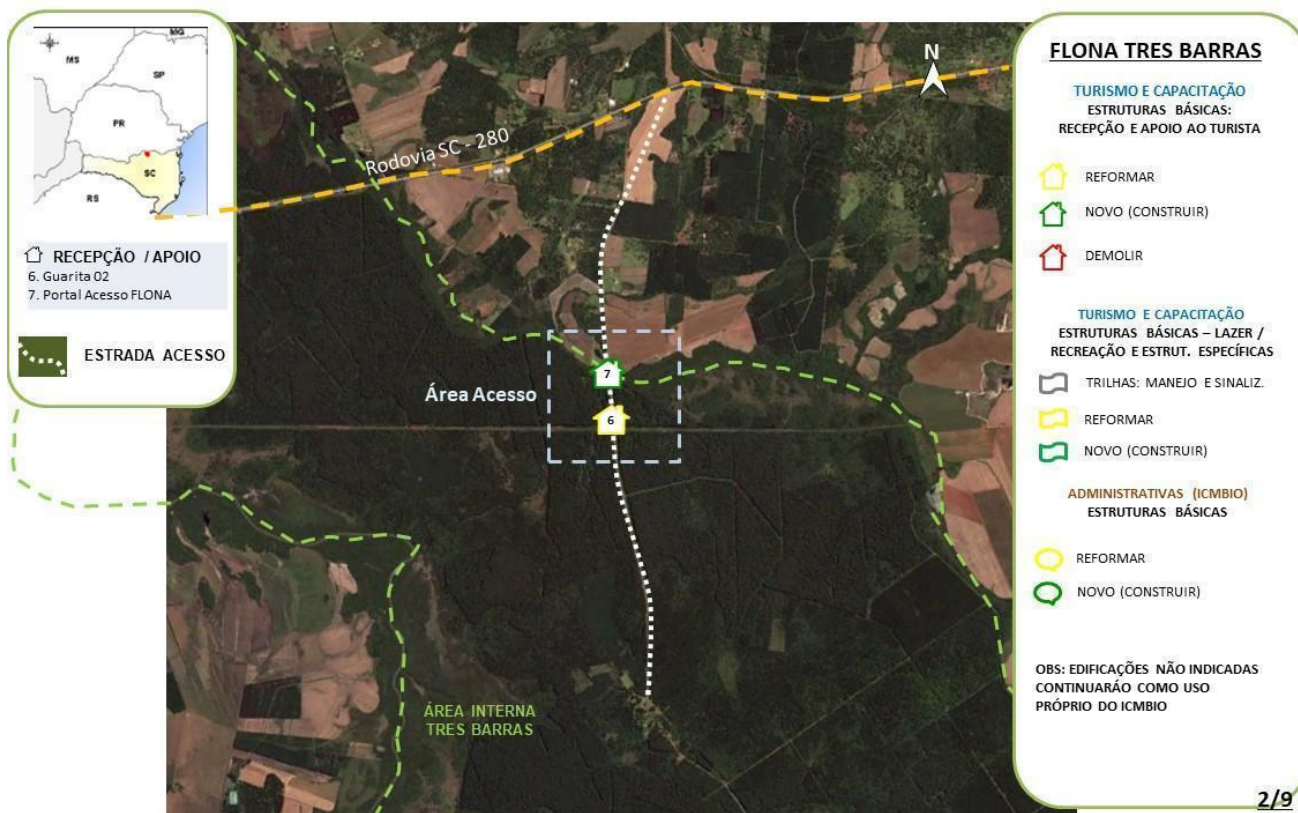 MG
MS
SP
PR
SC
RS
RECEPÇÃO / APOIO
6. Guarita 02
7. Portal Acesso FLONA
ESTRADA ACESSO
N
Rodovia SC - 280
Área Acesso
7
6
ÁREA INTERNA
TRES BARRAS
FLONA TRES BARRAS
TURISMO E CAPACITAÇÃO
ESTRUTURAS BÁSICAS:
RECEPÇÃO E APOIO AO TURISTA
REFORMAR
NOVO (CONSTRUIR)
DEMOLIR
TURISMO E CAPACITAÇÃO
ESTRUTURAS BÁSICAS – LAZER /
RECREAÇÃO E ESTRUT. ESPECÍFICAS
TRILHAS: MANEJO E SINALIZ.
REFORMAR
NOVO (CONSTRUIR)
ADMINISTRATIVAS (ICMBIO)
ESTRUTURAS BÁSICAS
REFORMAR
NOVO (CONSTRUIR)
OBS: EDIFICAÇÕES NÃO INDICADAS
CONTINUARÁO COMO USO
PRÓPRIO DO ICMBIO
2/9